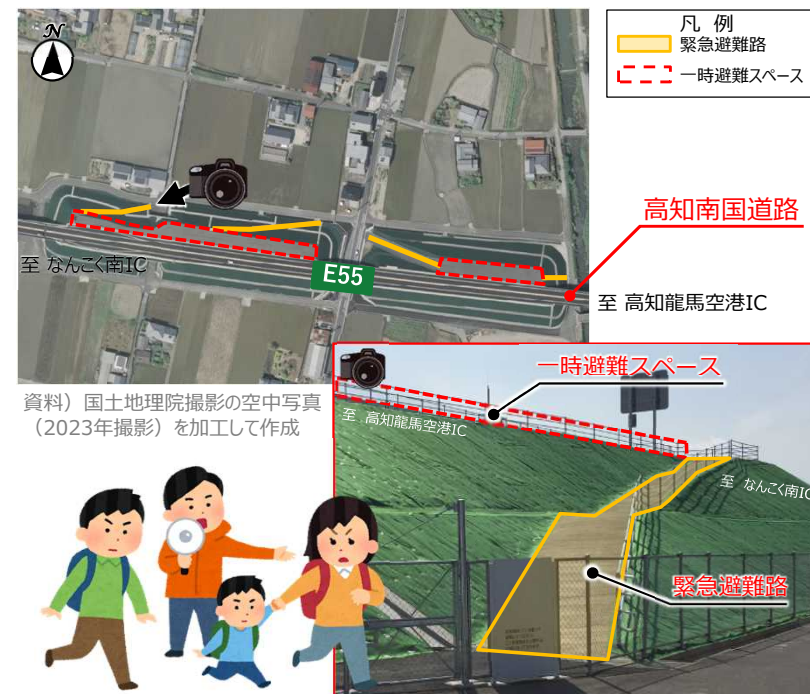 N
凡 例
緊急避難路
一時避難スペース
高知南国道路
至 なんこく南IC
E55
至 高知龍馬空港IC
資料）国土地理院撮影の空中写真
（2023年撮影）を加工して作成
一時避難スペース
至 高知龍馬空港IC
至 なんこく南IC
緊急避難路